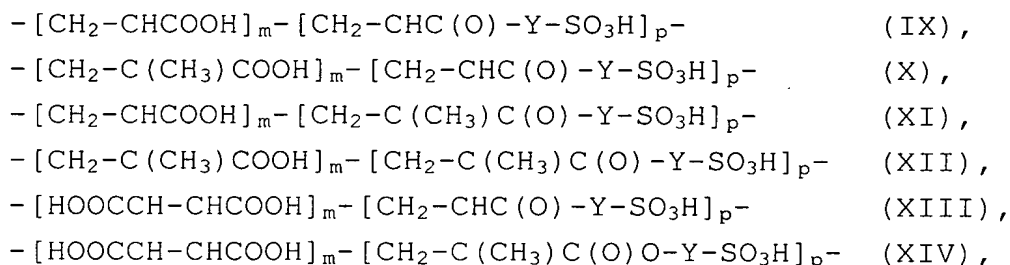 -[CH₂-CHCOOH]ₘ-[CH₂-CHC(O)-Y-SO₃H]ₚ- (IX),
-[CH₂-C(CH₃)COOH]ₘ-[CH₂-CHC(O)-Y-SO₃H]ₚ- (X),
-[CH₂-CHCOOH]ₘ-[CH₂-C(CH₃)C(O)-Y-SO₃H]ₚ- (XI),
-[CH₂-C(CH₃)COOH]ₘ-[CH₂-C(CH₃)C(O)-Y-SO₃H]ₚ- (XII),
-[HOOCCH-CHCOOH]ₘ-[CH₂-CHC(O)-Y-SO₃H]ₚ- (XIII),
-[HOOCCH-CHCOOH]ₘ-[CH₂-C(CH₃)C(O)O-Y-SO₃H]ₚ- (XIV),